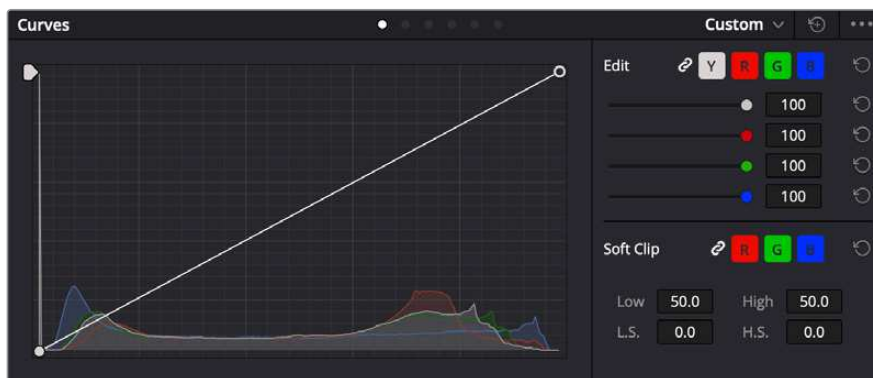 Curves
Custom
Edit Y R G B
100
100
100
100
Soft Clip R G B
Low 50.0 High 50.0
L.S. 0.0 H.S. 0.0